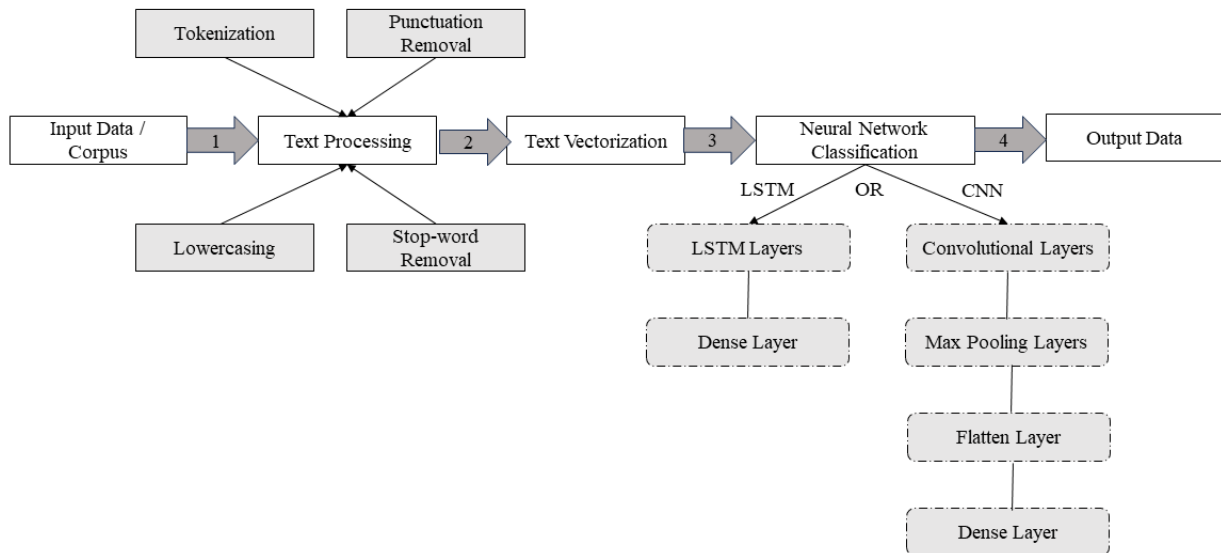 Tokenization
Punctuation
Removal
Input Data /
Corpus
1
Text Processing
2
Text Vectorization
3
Neural Network
Classification
4
Output Data
Lowercasing
Stop-word
Removal
LSTM
OR
CNN
LSTM Layers
Convolutional Layers
Dense Layer
Max Pooling Layers
Flatten Layer
Dense Layer